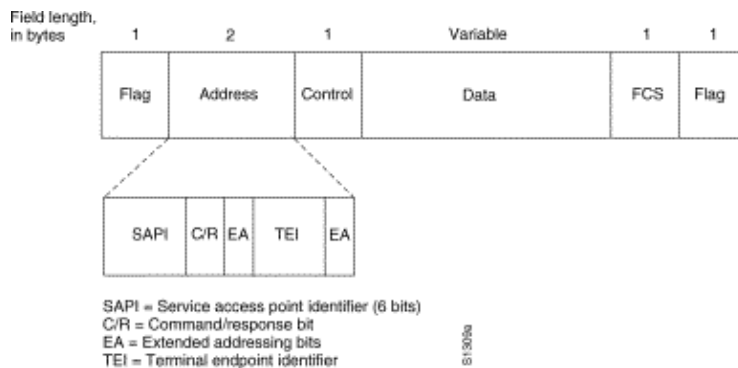 Field length,
in bytes 1 2 1 Variable 1 1
Flag Address Control Data FCS Flag
SAPI C/R EA TEI EA
SAPI = Service access point identifier (6 bits)
C/R = Command/response bit
EA = Extended addressing bits
TEI = Terminal endpoint identifier
S1309a